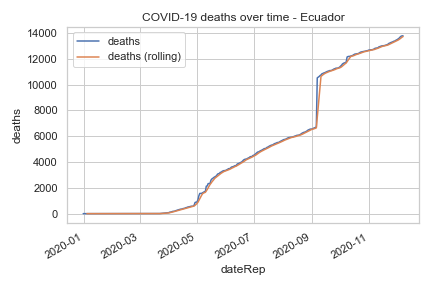 COVID-19 deaths over time - Ecuador
deaths
deaths (rolling)
14000
12000
10000
8000
6000
4000
2000
0
deaths
2020-01
2020-03
2020-05
2020-07
2020-09
2020-11
dateRep